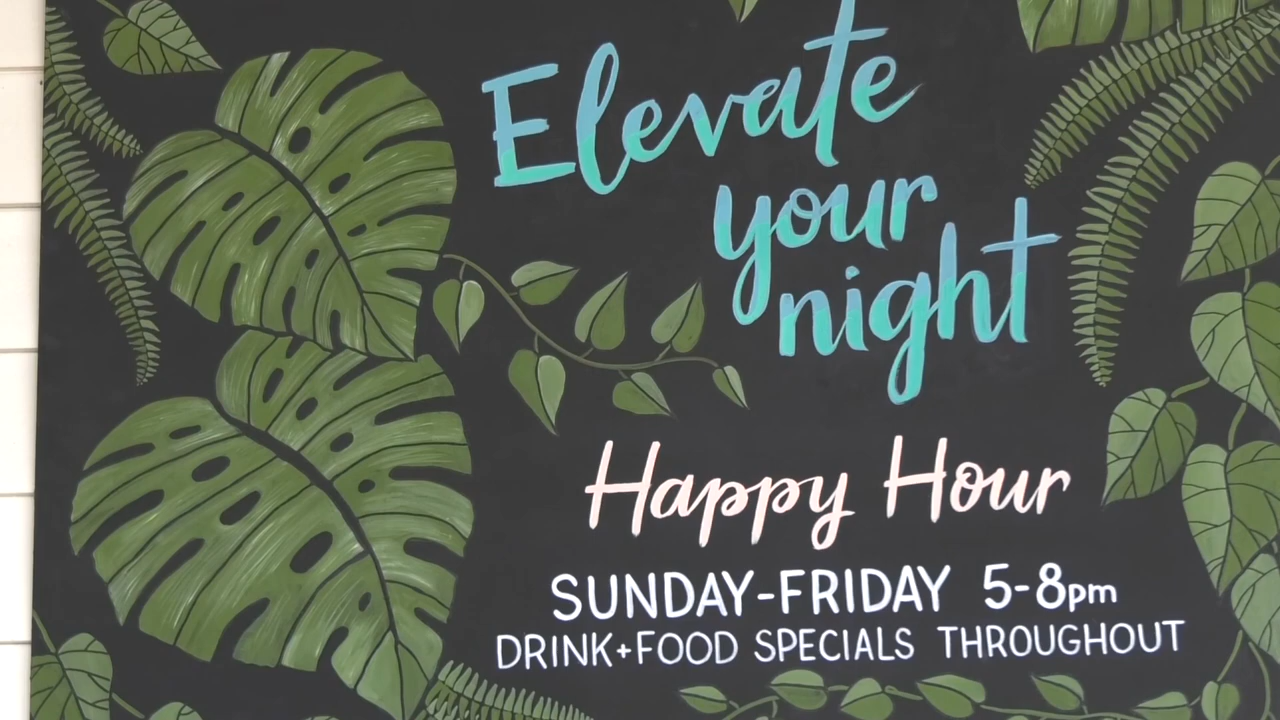 Elevate
your
night
Happy Hour
SUNDAY-FRIDAY 5-8pm
DRINK+FOOD SPECIALS THROUGHOUT